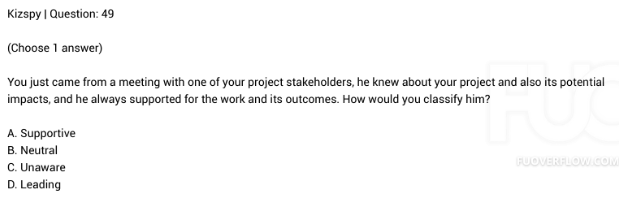 Kizspy | Question: 49
(Choose 1 answer)
You just came from a meeting with one of your project stakeholders, he knew about your project and also its potential
impacts, and he always supported for the work and its outcomes. How would you classify him?
A. Supportive
B. Neutral
C. Unaware
D. Leading
FUO
FUOVERFLOW.COM